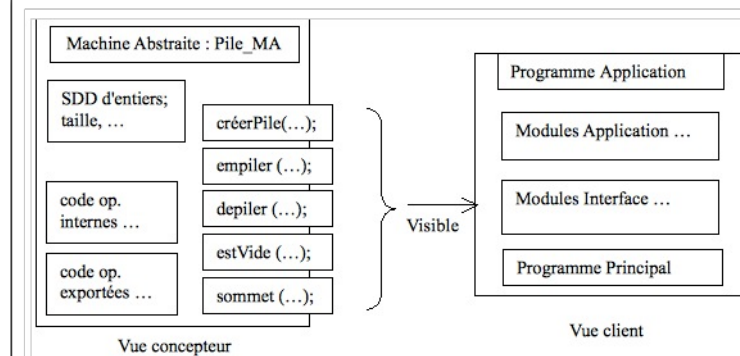 Machine Abstraite : Pile_MA
SDD d'entiers;
taille, …
créerPile(…);
empiler (…);
code op.
internes …
depiler (…);
estVide (…);
code op.
exportées …
sommet (…);
Vue concepteur
Visible
Programme Application
Modules Application …
Modules Interface …
Programme Principal
Vue client